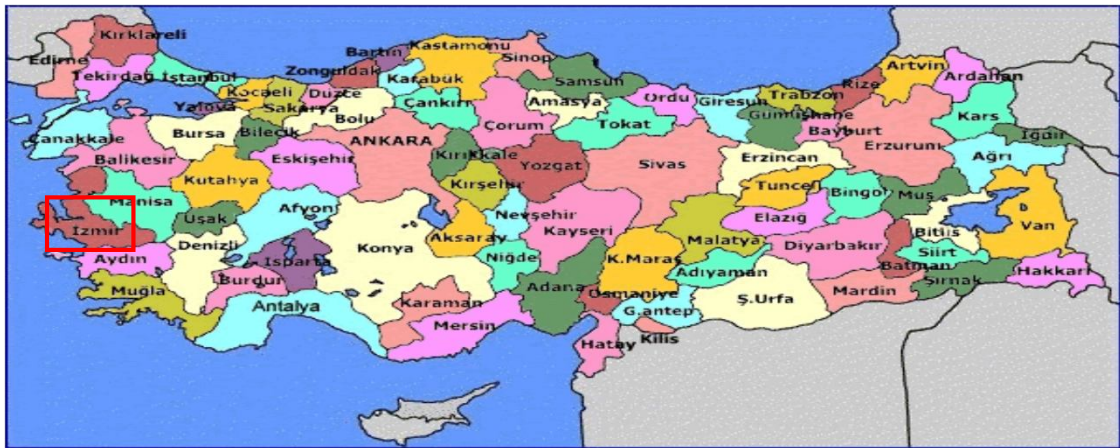 Kırklareli
Edirne
Tekirdağ
İstanbul
Kocaeli
Yalova
Sakarya
Düzce
Zonguldak
Bartın
Karabük
Kastamonu
Sinop
Samsun
Çankırı
Bolu
Çanakkale
Balikesir
Bursa
Bilecik
Eskişehir
ANKARA
Kırıkkale
Çorum
Amasya
Tokat
Ordu
Giresun
Trabzon
Gümüşhane
Rize
Artvin
Ardahan
Kars
Iğdır
Bayburt
Erzurum
Ağrı
Erzincan
Sivas
Yozgat
Kırşehir
Kutahya
Manisa
İzmir
Uşak
Afyon
Aydın
Denizli
Muğla
Burdur
Isparta
Antalya
Konya
Aksaray
Nevşehir
Niğde
Kayseri
Karaman
Mersin
Adana
K.Maraş
Osmaniye
Hatay
Kilis
G.antep
Adıyaman
Malatya
Elazığ
Tunceli
Bingol
Muş
Bitlis
Van
Diyarbakır
Batman
Siirt
Şırnak
Hakkari
Mardin
Ş.Urfa